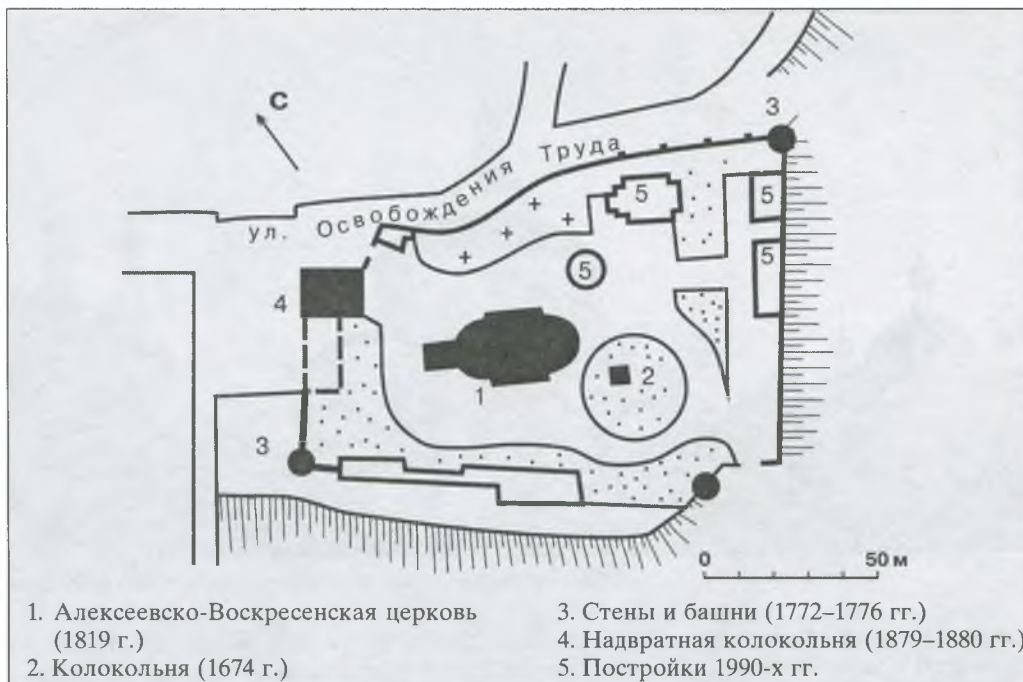 С
3
ул. Освобождения Труда
5
5
5
5
4
1
2
3
0 50 м
1. Алексеевско-Воскресенская церковь
(1819 г.)
2. Колокольня (1674 г.)
3. Стены и башни (1772–1776 гг.)
4. Надвратная колокольня (1879–1880 гг.)
5. Постройки 1990-х гг.